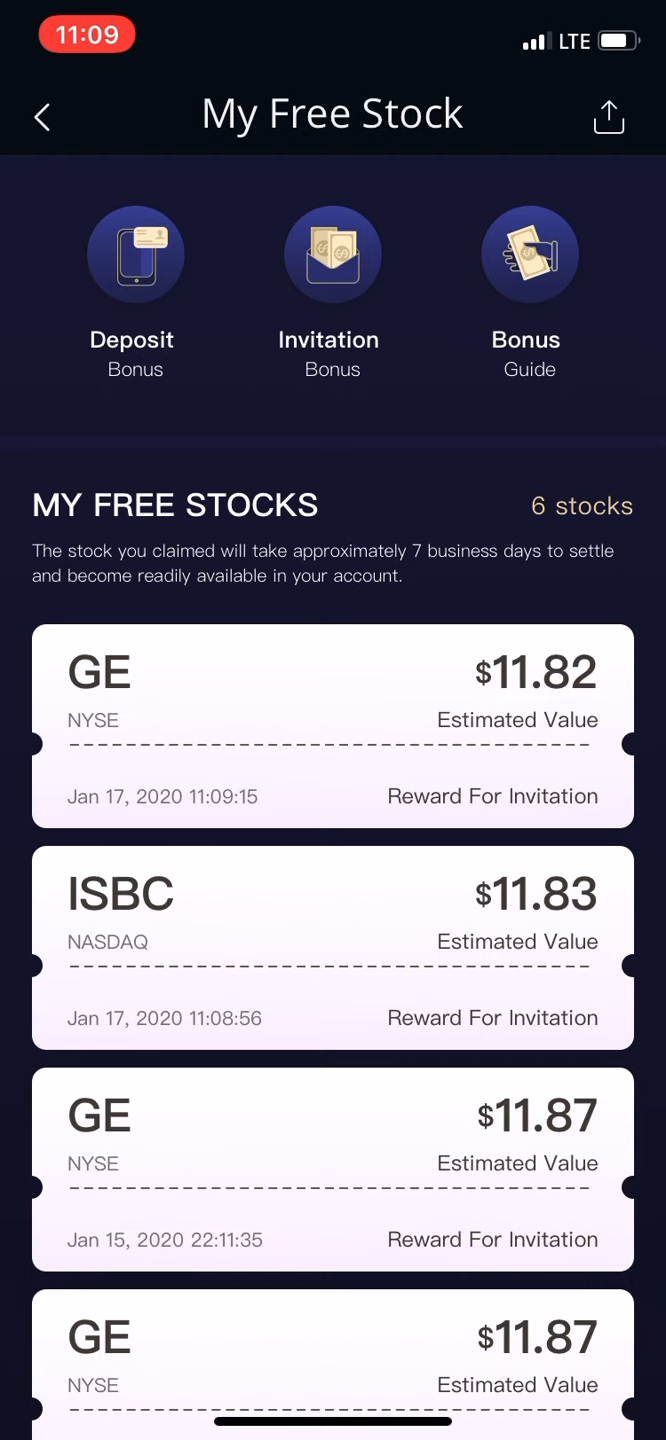 11:09
LTE
My Free Stock
Deposit
Bonus
Invitation
Bonus
Bonus
Guide
MY FREE STOCKS
6 stocks
The stock you claimed will take approximately 7 business days to settle
and become readily available in your account.
GE
$11.82
NYSE
Estimated Value
Jan 17, 2020 11:09:15
Reward For Invitation
ISBC
$11.83
NASDAQ
Estimated Value
Jan 17, 2020 11:08:56
Reward For Invitation
GE
$11.87
NYSE
Estimated Value
Jan 15, 2020 22:11:35
Reward For Invitation
GE
$11.87
NYSE
Estimated Value